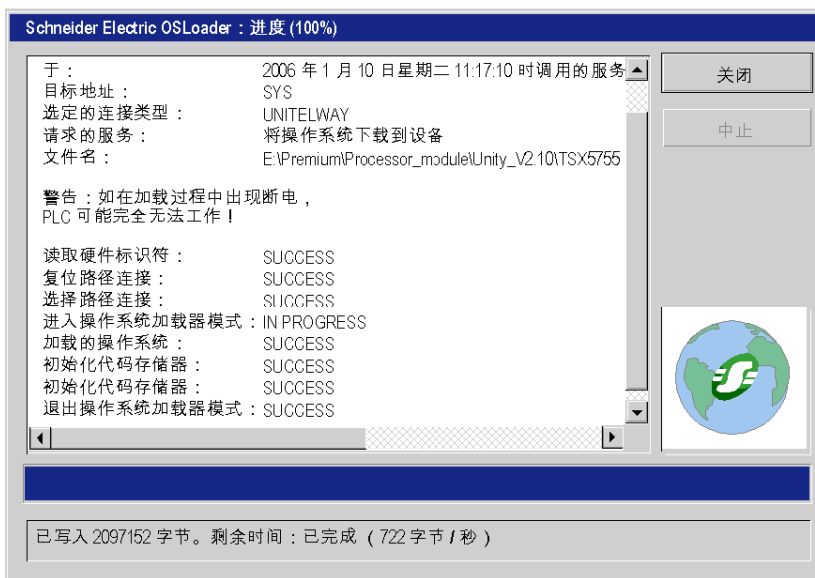 Schneider Electric OSLoader：进度 (100%)
于： 2006 年 1 月 10 日星期二 11:17:10 时调用的服务
目标地址： SYS
选定的连接类型： UNITELWAY
请求的服务： 将操作系统下载到设备
文件名： E:\Premium\Processor_module\Unity_V2.10\TSX5755
警告：如在加载过程中出现断电，
PLC 可能完全无法工作！
读取硬件标识符： SUCCESS
复位路径连接： SUCCESS
选择路径连接： SUCCESS
进入操作系统加载器模式：IN PROGRESS
加载的操作系统： SUCCESS
初始化代码存储器： SUCCESS
初始化代码存储器： SUCCESS
退出操作系统加载器模式：SUCCESS
关闭
中止
已写入 2097152 字节。剩余时间：已完成（722 字节 / 秒）